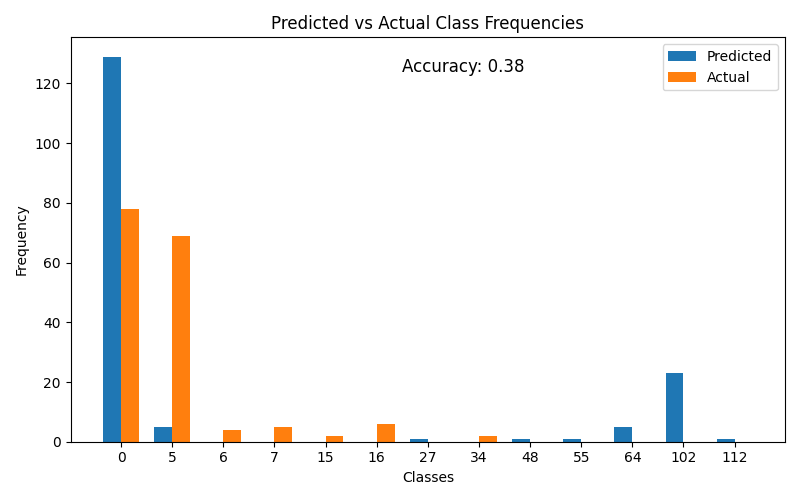 Predicted vs Actual Class Frequencies
Accuracy: 0.38
Predicted
Actual
Frequency
120
100
80
60
40
20
0
0 5 6 7 15 16 27 34 48 55 64 102 112
Classes